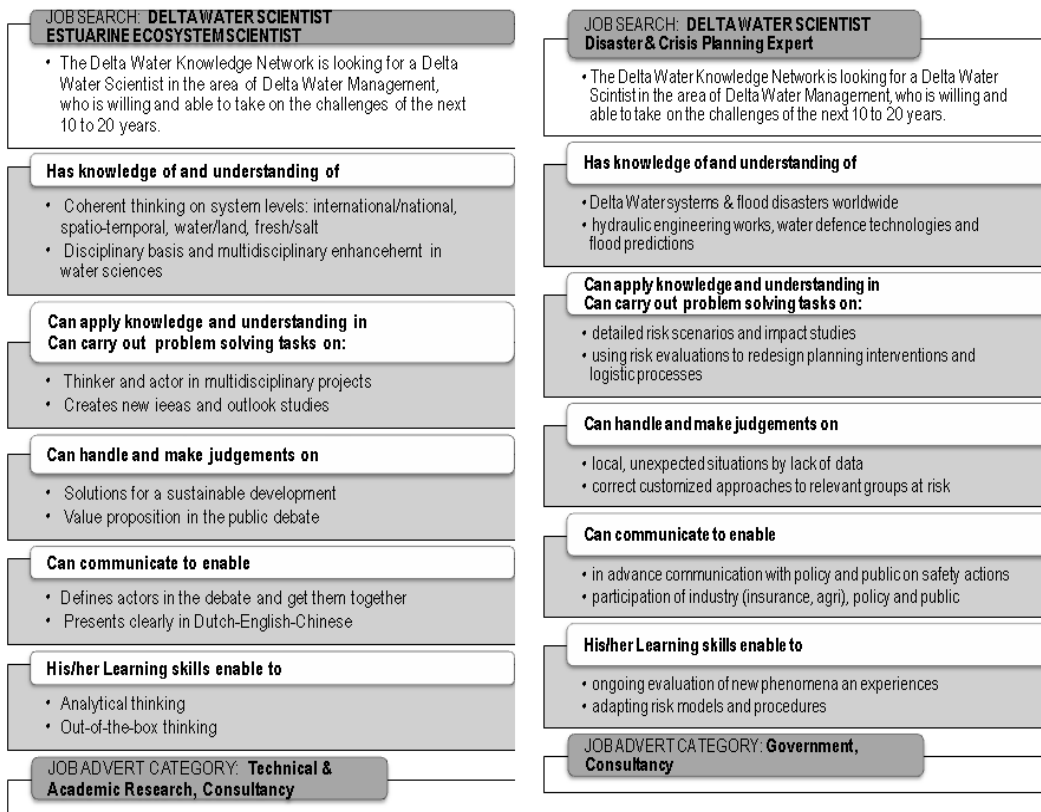 JOB SEARCH: DELTA WATER SCIENTIST
ESTUARINE ECOSYSTEM SCIENTIST
• The Delta Water Knowledge Network is looking for a Delta
Water Scientist in the area of Delta Water Management,
who is willing and able to take on the challenges of the next
10 to 20 years.
Has knowledge of and understanding of
• Coherent thinking on system levels: international/national,
spatio-temporal, water/land, fresh/salt
• Disciplinary basis and multidisciplinary enhancehemt in
water sciences
Can apply knowledge and understanding in
Can carry out problem solving tasks on:
• Thinker and actor in multidisciplinary projects
• Creates new ieeas and outlook studies
Can handle and make judgements on
• Solutions for a sustainable development
• Value proposition in the public debate
Can communicate to enable
• Defines actors in the debate and get them together
• Presents clearly in Dutch-English-Chinese
His/her Learning skills enable to
• Analytical thinking
• Out-of-the-box thinking
JOB ADVERT CATEGORY: Technical &
Academic Research, Consultancy
JOB SEARCH: DELTA WATER SCIENTIST
Disaster & Crisis Planning Expert
• The Delta Water Knowledge Network is looking for a Delta Water
Scintist in the area of Delta Water Management, who is willing and
able to take on the challenges of the next 10 to 20 years.
Has knowledge of and understanding of
• Delta Water systems & flood disasters worldwide
• hydraulic engineering works, water defence technologies and
flood predictions
Can apply knowledge and understanding in
Can carry out problem solving tasks on:
• detailed risk scenarios and impact studies
• using risk evaluations to redesign planning interventions and
logistic processes
Can handle and make judgements on
• local, unexpected situations by lack of data
• correct customized approaches to relevant groups at risk
Can communicate to enable
• in advance communication with policy and public on safety actions
• participation of industry (insurance, agri), policy and public
His/her Learning skills enable to
• ongoing evaluation of new phenomena an experiences
• adapting risk models and procedures
JOB ADVERT CATEGORY: Government,
Consultancy